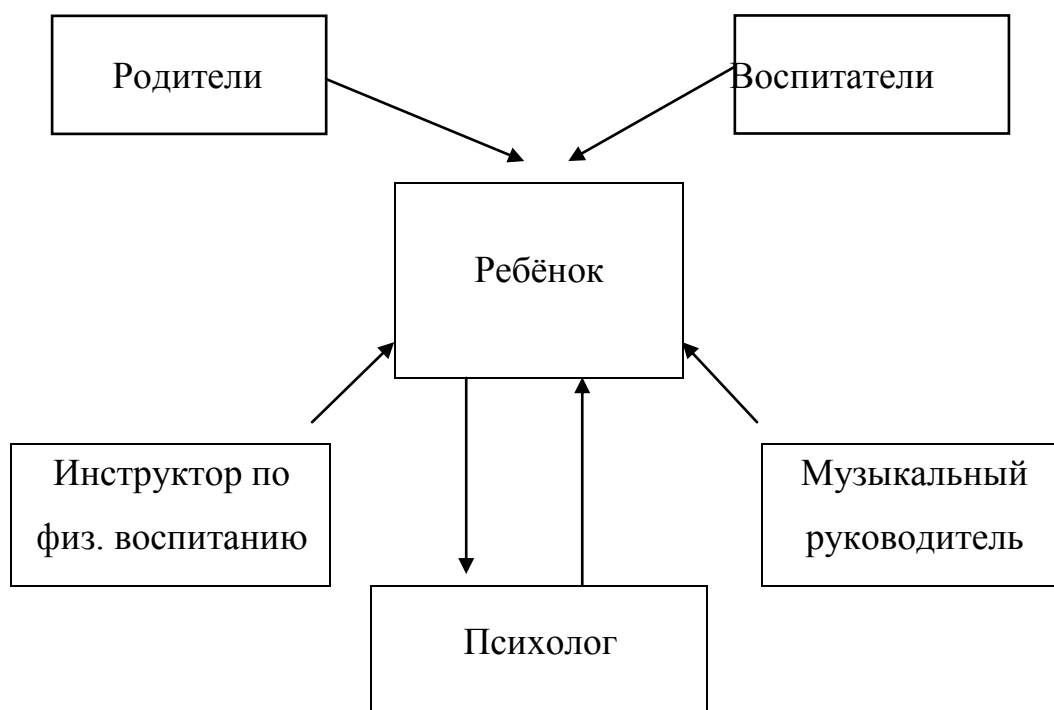 Родители
Воспитатели
Ребёнок
Инструктор по
физ. воспитанию
Музыкальный
руководитель
Психолог